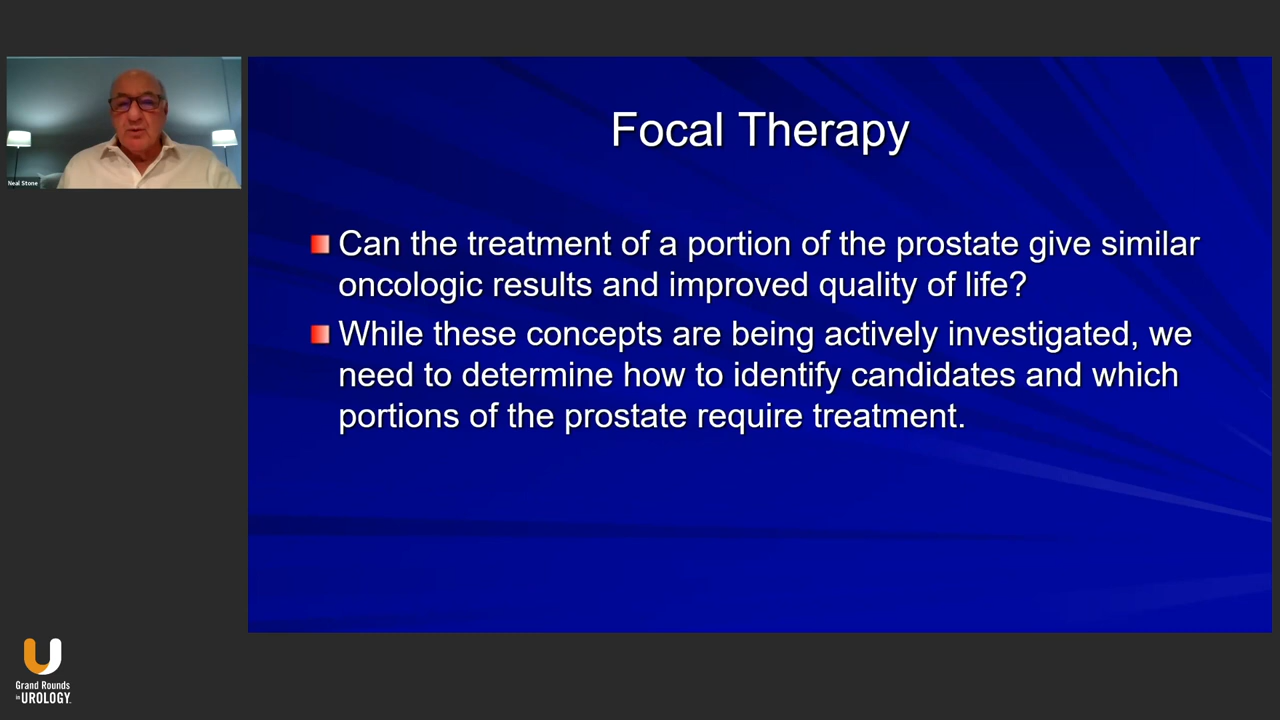 Neal Stone
Focal Therapy
Can the treatment of a portion of the prostate give similar
oncologic results and improved quality of life?
While these concepts are being actively investigated, we
need to determine how to identify candidates and which
portions of the prostate require treatment.
U
Grand Rounds
in UROLOGY